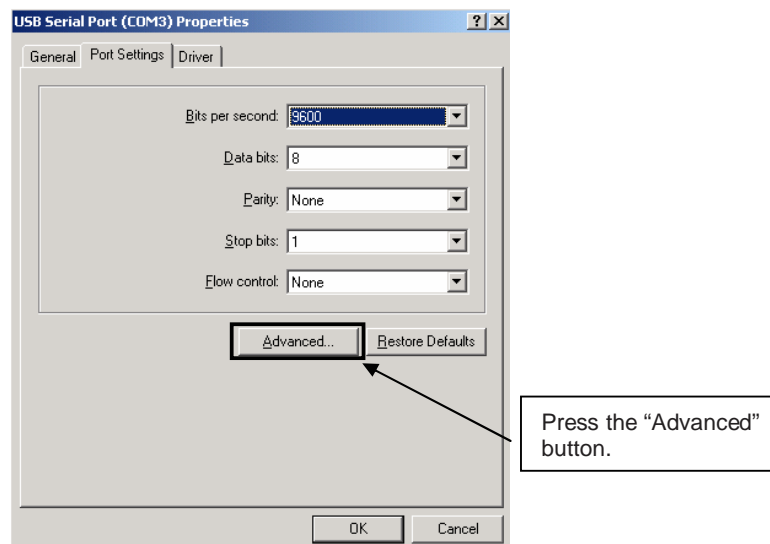 USB Serial Port (COM3) Properties
General Port Settings Driver
Bits per second: 9600
Data bits: 8
Parity: None
Stop bits: 1
Flow control: None
Advanced... Restore Defaults
Press the “Advanced”
button.
OK Cancel